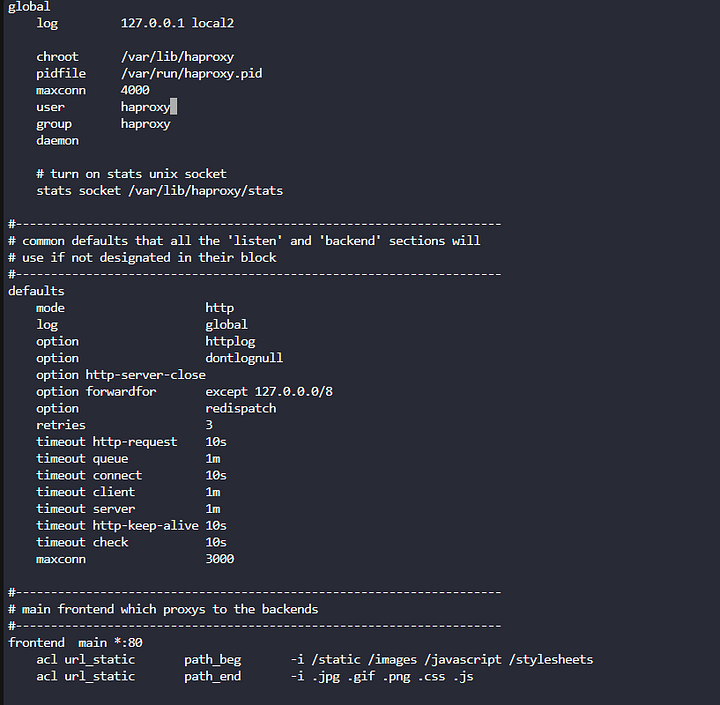 global
    log         127.0.0.1 local2

    chroot      /var/lib/haproxy
    pidfile     /var/run/haproxy.pid
    maxconn     4000
    user        haproxy
    group       haproxy
    daemon

    # turn on stats unix socket
    stats socket /var/lib/haproxy/stats

#---------------------------------------------------------------------
# common defaults that all the 'listen' and 'backend' sections will
# use if not designated in their block
#---------------------------------------------------------------------
defaults
    mode                    http
    log                     global
    option                  httplog
    option                  dontlognull
    option http-server-close
    option forwardfor       except 127.0.0.0/8
    option                  redispatch
    retries                 3
    timeout http-request    10s
    timeout queue           1m
    timeout connect         10s
    timeout client          1m
    timeout server          1m
    timeout http-keep-alive 10s
    timeout check           10s
    maxconn                 3000

#---------------------------------------------------------------------
# main frontend which proxys to the backends
#---------------------------------------------------------------------
frontend  main *:80
    acl url_static       path_beg       -i /static /images /javascript /stylesheets
    acl url_static       path_end       -i .jpg .gif .png .css .js